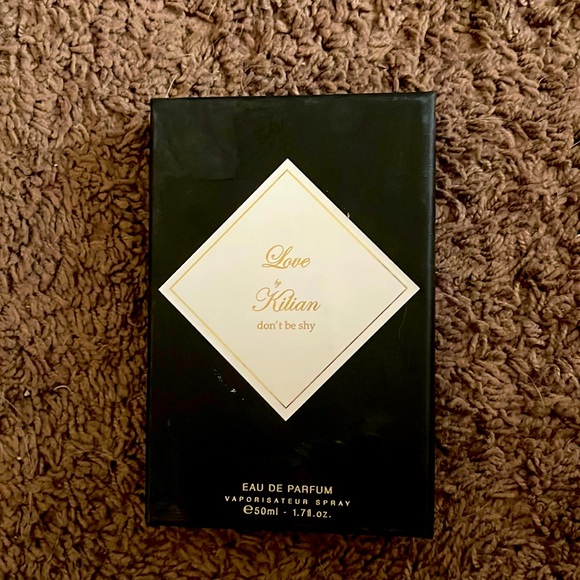 Love
by
Kilian
don't be shy
EAU DE PARFUM
VAPORISATEUR SPRAY
℮50ml - 1.7fl.oz.